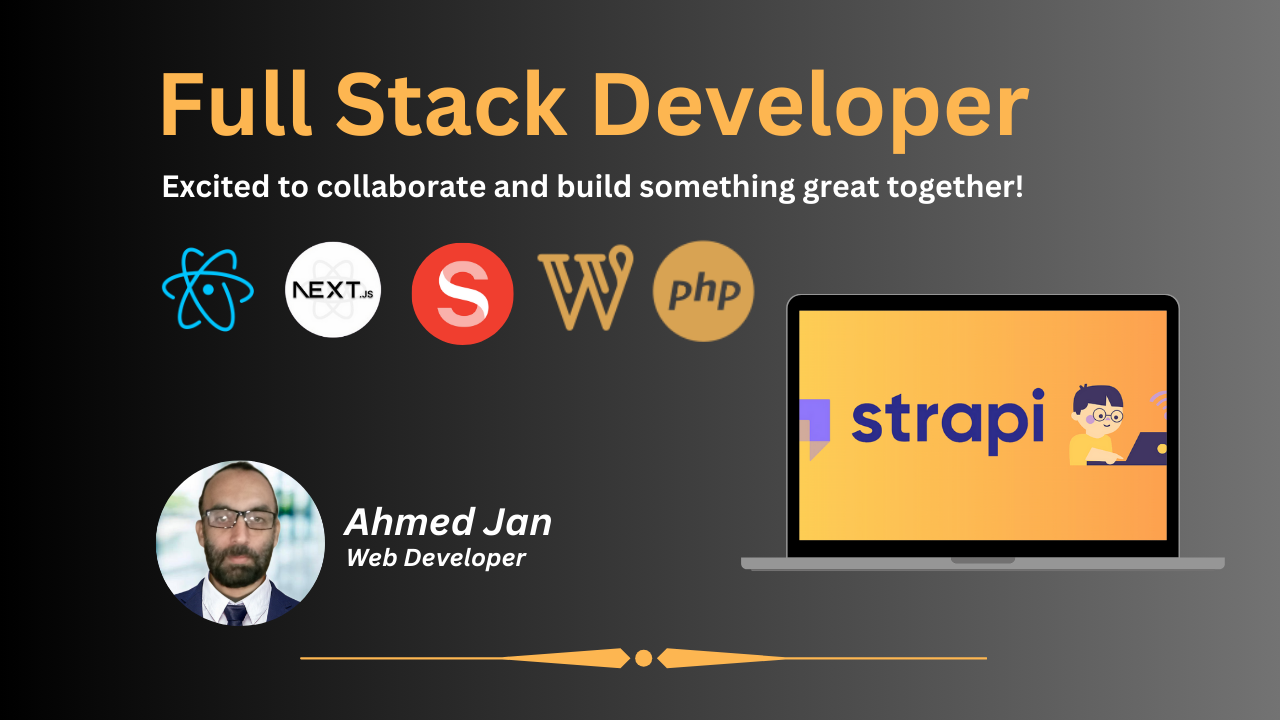 Full Stack Developer
Excited to collaborate and build something great together!
NEXT.JS
S
W
php
strapi
Ahmed Jan
Web Developer